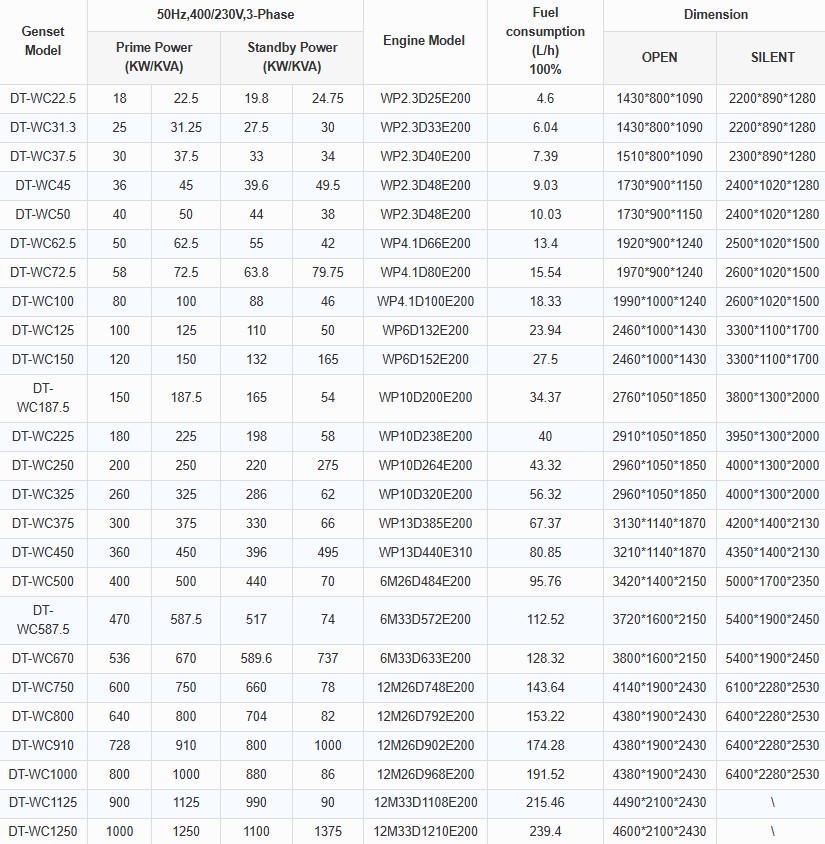 Genset Model
50Hz,400/230V,3-Phase
Engine Model
Fuel consumption (L/h) 100%
Dimension
Prime Power (KW/KVA)
Standby Power (KW/KVA)
OPEN
SILENT
DT-WC22.5 18 22.5 19.8 24.75 WP2.3D25E200 4.6 1430*800*1090 2200*890*1280
DT-WC31.3 25 31.25 27.5 30 WP2.3D33E200 6.04 1430*800*1090 2200*890*1280
DT-WC37.5 30 37.5 33 34 WP2.3D40E200 7.39 1510*800*1090 2300*890*1280
DT-WC45 36 45 39.6 49.5 WP2.3D48E200 9.03 1730*900*1150 2400*1020*1280
DT-WC50 40 50 44 38 WP2.3D48E200 10.03 1730*900*1150 2400*1020*1280
DT-WC62.5 50 62.5 55 42 WP4.1D66E200 13.4 1920*900*1240 2500*1020*1500
DT-WC72.5 58 72.5 63.8 79.75 WP4.1D80E200 15.54 1970*900*1240 2600*1020*1500
DT-WC100 80 100 88 46 WP4.1D100E200 18.33 1990*1000*1240 2600*1020*1500
DT-WC125 100 125 110 50 WP6D132E200 23.94 2460*1000*1430 3300*1100*1700
DT-WC150 120 150 132 165 WP6D152E200 27.5 2460*1000*1430 3300*1100*1700
DT-WC187.5 150 187.5 165 54 WP10D200E200 34.37 2760*1050*1850 3800*1300*2000
DT-WC225 180 225 198 58 WP10D238E200 40 2910*1050*1850 3950*1300*2000
DT-WC250 200 250 220 275 WP10D264E200 43.32 2960*1050*1850 4000*1300*2000
DT-WC325 260 325 286 62 WP10D320E200 56.32 2960*1050*1850 4000*1300*2000
DT-WC375 300 375 330 66 WP13D385E200 67.37 3130*1140*1870 4200*1400*2130
DT-WC450 360 450 396 495 WP13D440E310 80.85 3210*1140*1870 4350*1400*2130
DT-WC500 400 500 440 70 6M26D484E200 95.76 3420*1400*2150 5000*1700*2350
DT-WC587.5 470 587.5 517 74 6M33D572E200 112.52 3720*1600*2150 5400*1900*2450
DT-WC670 536 670 589.6 737 6M33D633E200 128.32 3800*1600*2150 5400*1900*2450
DT-WC750 600 750 660 78 12M26D748E200 143.64 4140*1900*2430 6100*2280*2530
DT-WC800 640 800 704 82 12M26D792E200 153.22 4380*1900*2430 6400*2280*2530
DT-WC910 728 910 800 1000 12M26D902E200 174.28 4380*1900*2430 6400*2280*2530
DT-WC1000 800 1000 880 86 12M26D968E200 191.52 4380*1900*2430 6400*2280*2530
DT-WC1125 900 1125 990 90 12M33D1108E200 215.46 4490*2100*2430 \
DT-WC1250 1000 1250 1100 1375 12M33D1210E200 239.4 4600*2100*2430 \